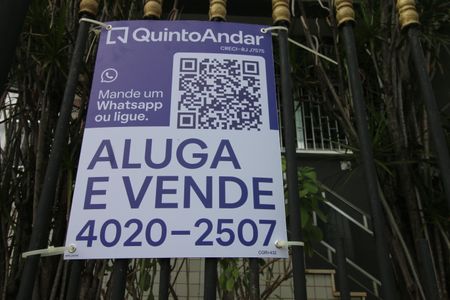 QuintoAndar
CRECI-RJ J7575
Mande um
Whatsapp
ou ligue.
ALUGA
E VENDE
4020-2507